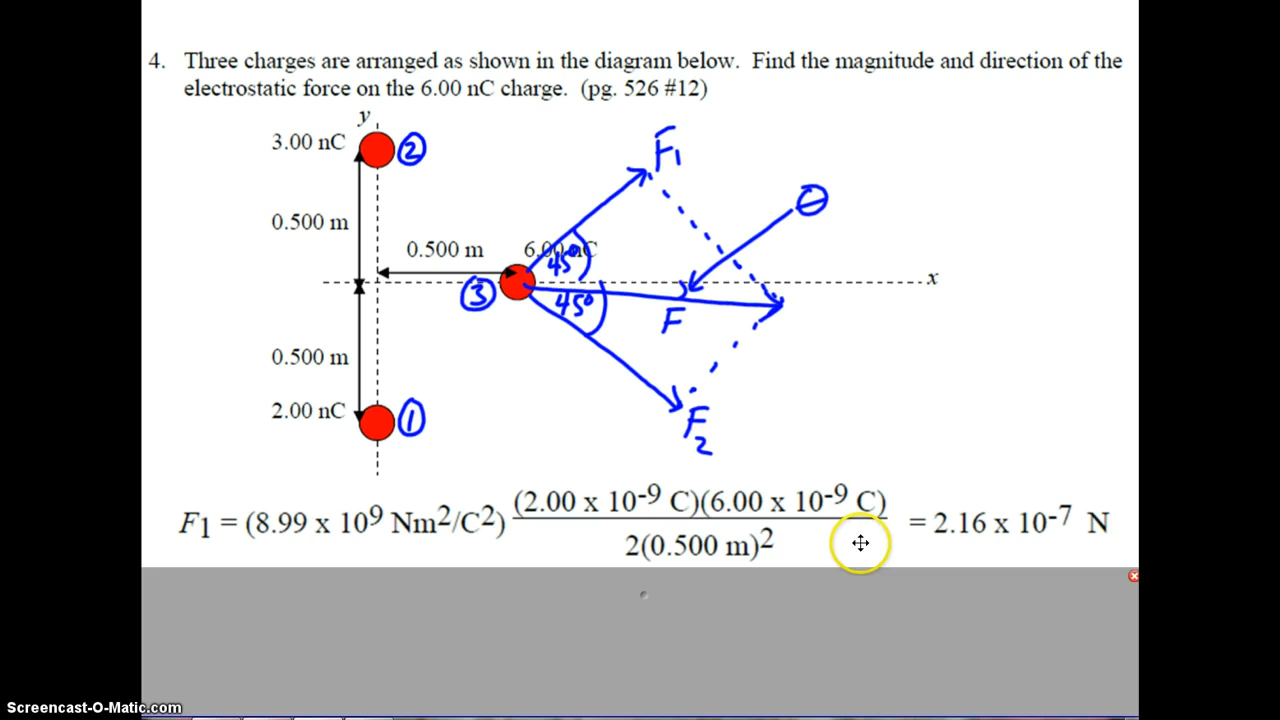 4. Three charges are arranged as shown in the diagram below. Find the magnitude and direction of the
electrostatic force on the 6.00 nC charge. (pg. 526 #12)
y
3.00 nC
②
F1
θ
0.500 m
0.500 m
6.00 nC
45°
x
③
45°
F
0.500 m
2.00 nC
①
F2
F1 = (8.99 x 10^9 Nm^2/C^2) (2.00 x 10^-9 C)(6.00 x 10^-9 C) / 2(0.500 m)^2 = 2.16 x 10^-7 N
Screencast-O-Matic.com